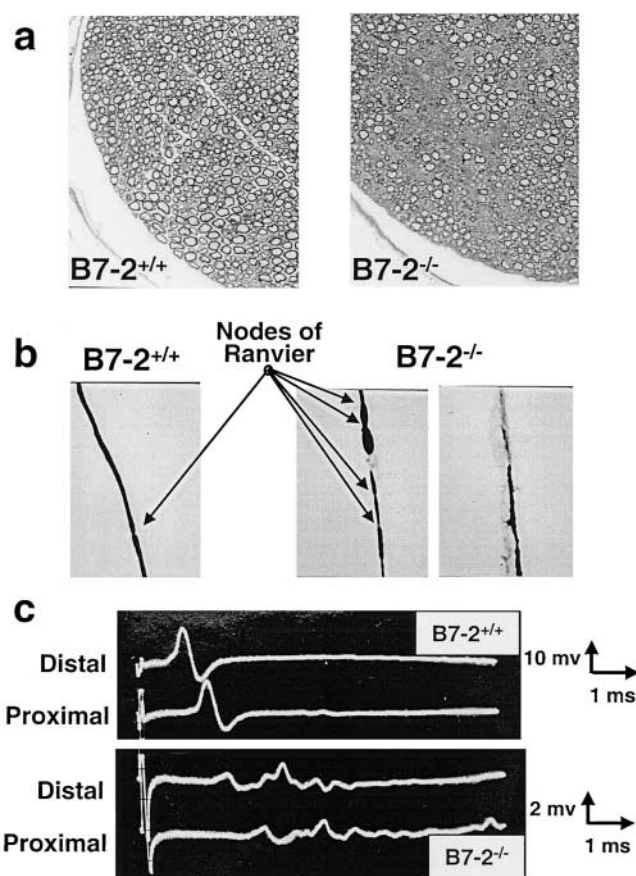 a
B7-2+/+
B7-2-/-
b
B7-2+/+
Nodes of
Ranvier
B7-2-/-
c
Distal
Proximal
B7-2+/+
10 mv
1 ms
Distal
Proximal
B7-2-/-
2 mv
1 ms